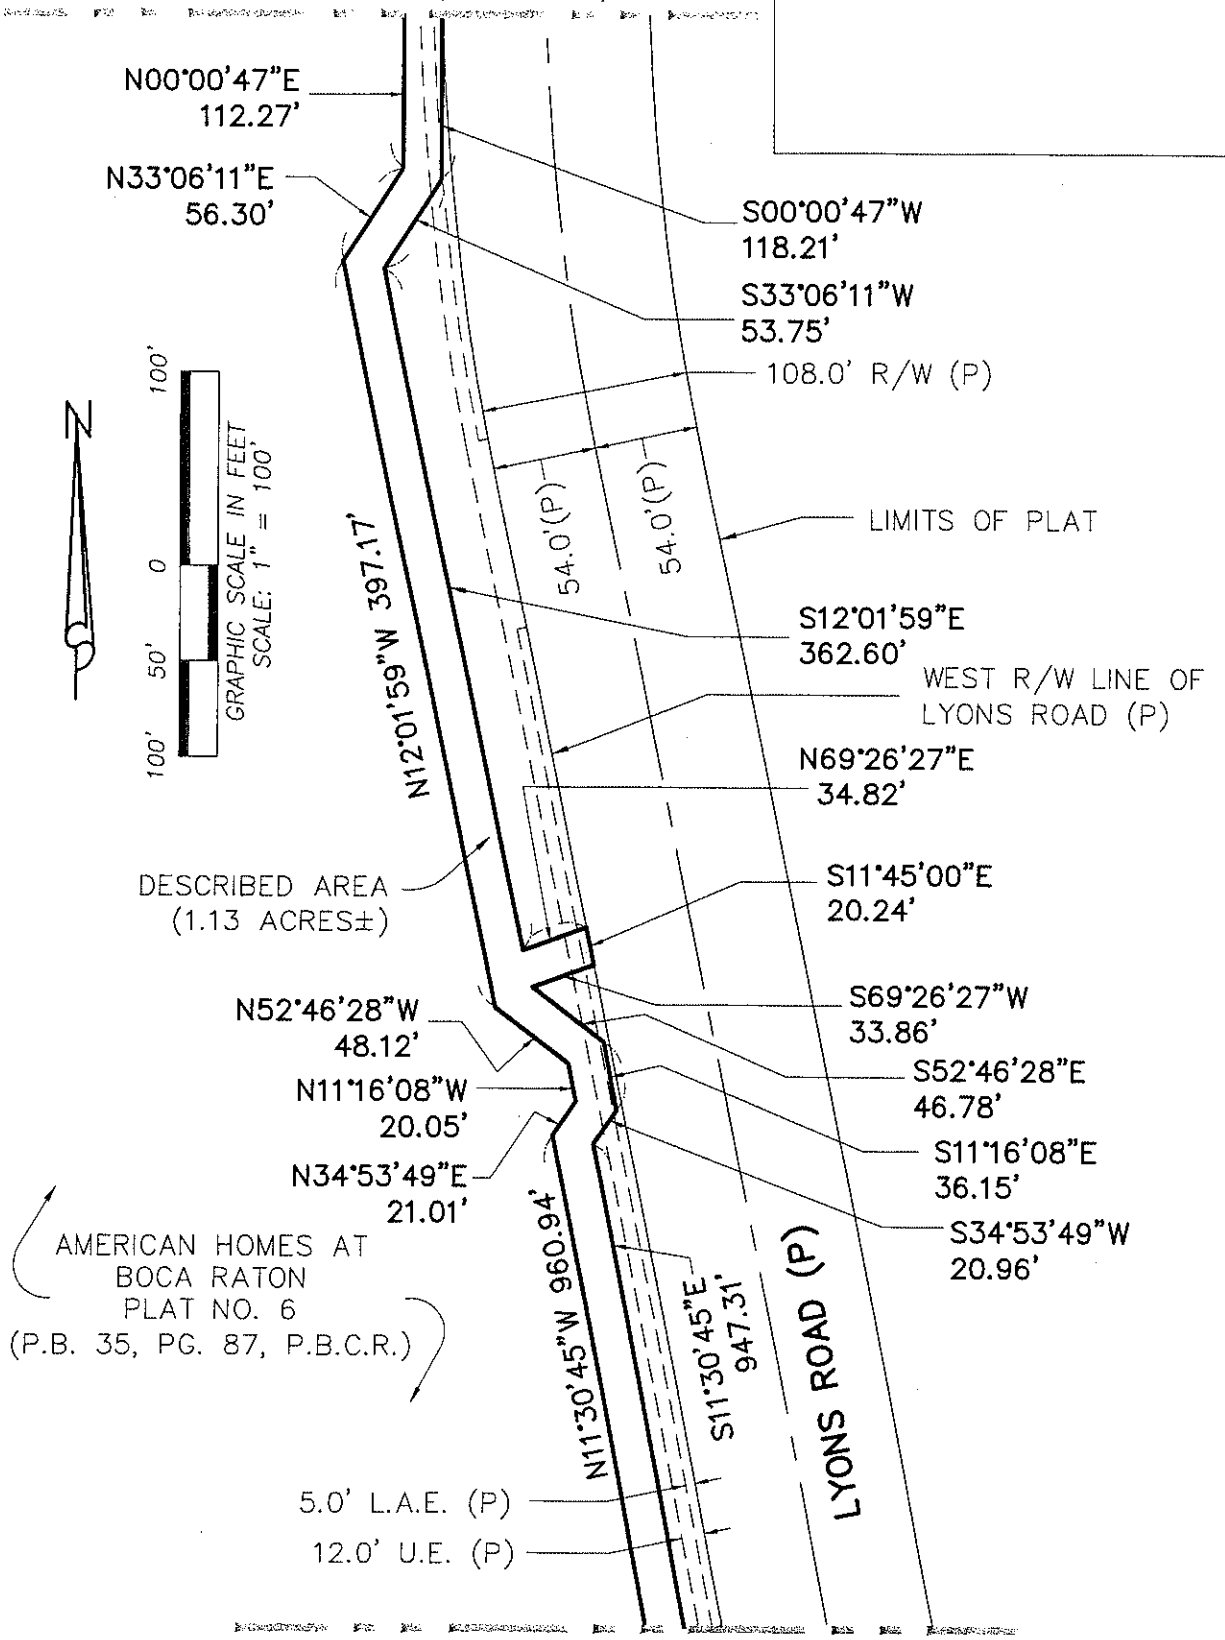 N00°00'47"E
112.27'
N33°06'11"E
56.30'
S00°00'47"W
118.21'
S33°06'11"W
53.75'
108.0' R/W (P)
N
100'
0
50'
100'
GRAPHIC SCALE IN FEET
SCALE: 1" = 100'
54.0'(P)
54.0'(P)
LIMITS OF PLAT
N12°01'59"W 397.17'
S12°01'59"E
362.60'
WEST R/W LINE OF
LYONS ROAD (P)
N69°26'27"E
34.82'
DESCRIBED AREA
(1.13 ACRES±)
S11°45'00"E
20.24'
N52°46'28"W
48.12'
S69°26'27"W
33.86'
N11°16'08"W
20.05'
S52°46'28"E
46.78'
N34°53'49"E
21.01'
S11°16'08"E
36.15'
S34°53'49"W
20.96'
AMERICAN HOMES AT
BOCA RATON
PLAT NO. 6
(P.B. 35, PG. 87, P.B.C.R.)
N11°30'45"W 960.94'
S11°30'45"E
947.31'
LYONS ROAD (P)
5.0' L.A.E. (P)
12.0' U.E. (P)